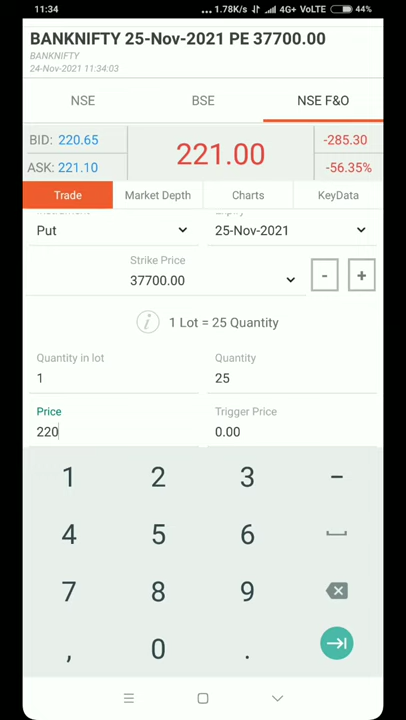 11:34 ... 1.78K/s 4G+ VoLTE 44%
BANKNIFTY 25-Nov-2021 PE 37700.00
BANKNIFTY
24-Nov-2021 11:34:03
NSE BSE NSE F&O
BID: 220.65 221.00 -285.30
ASK: 221.10 -56.35%
Trade Market Depth Charts KeyData
Put 25-Nov-2021
Strike Price
37700.00 - +
i 1 Lot = 25 Quantity
Quantity in lot Quantity
1 25
Price Trigger Price
220 0.00
1 2 3 -
4 5 6
7 8 9
, 0 .